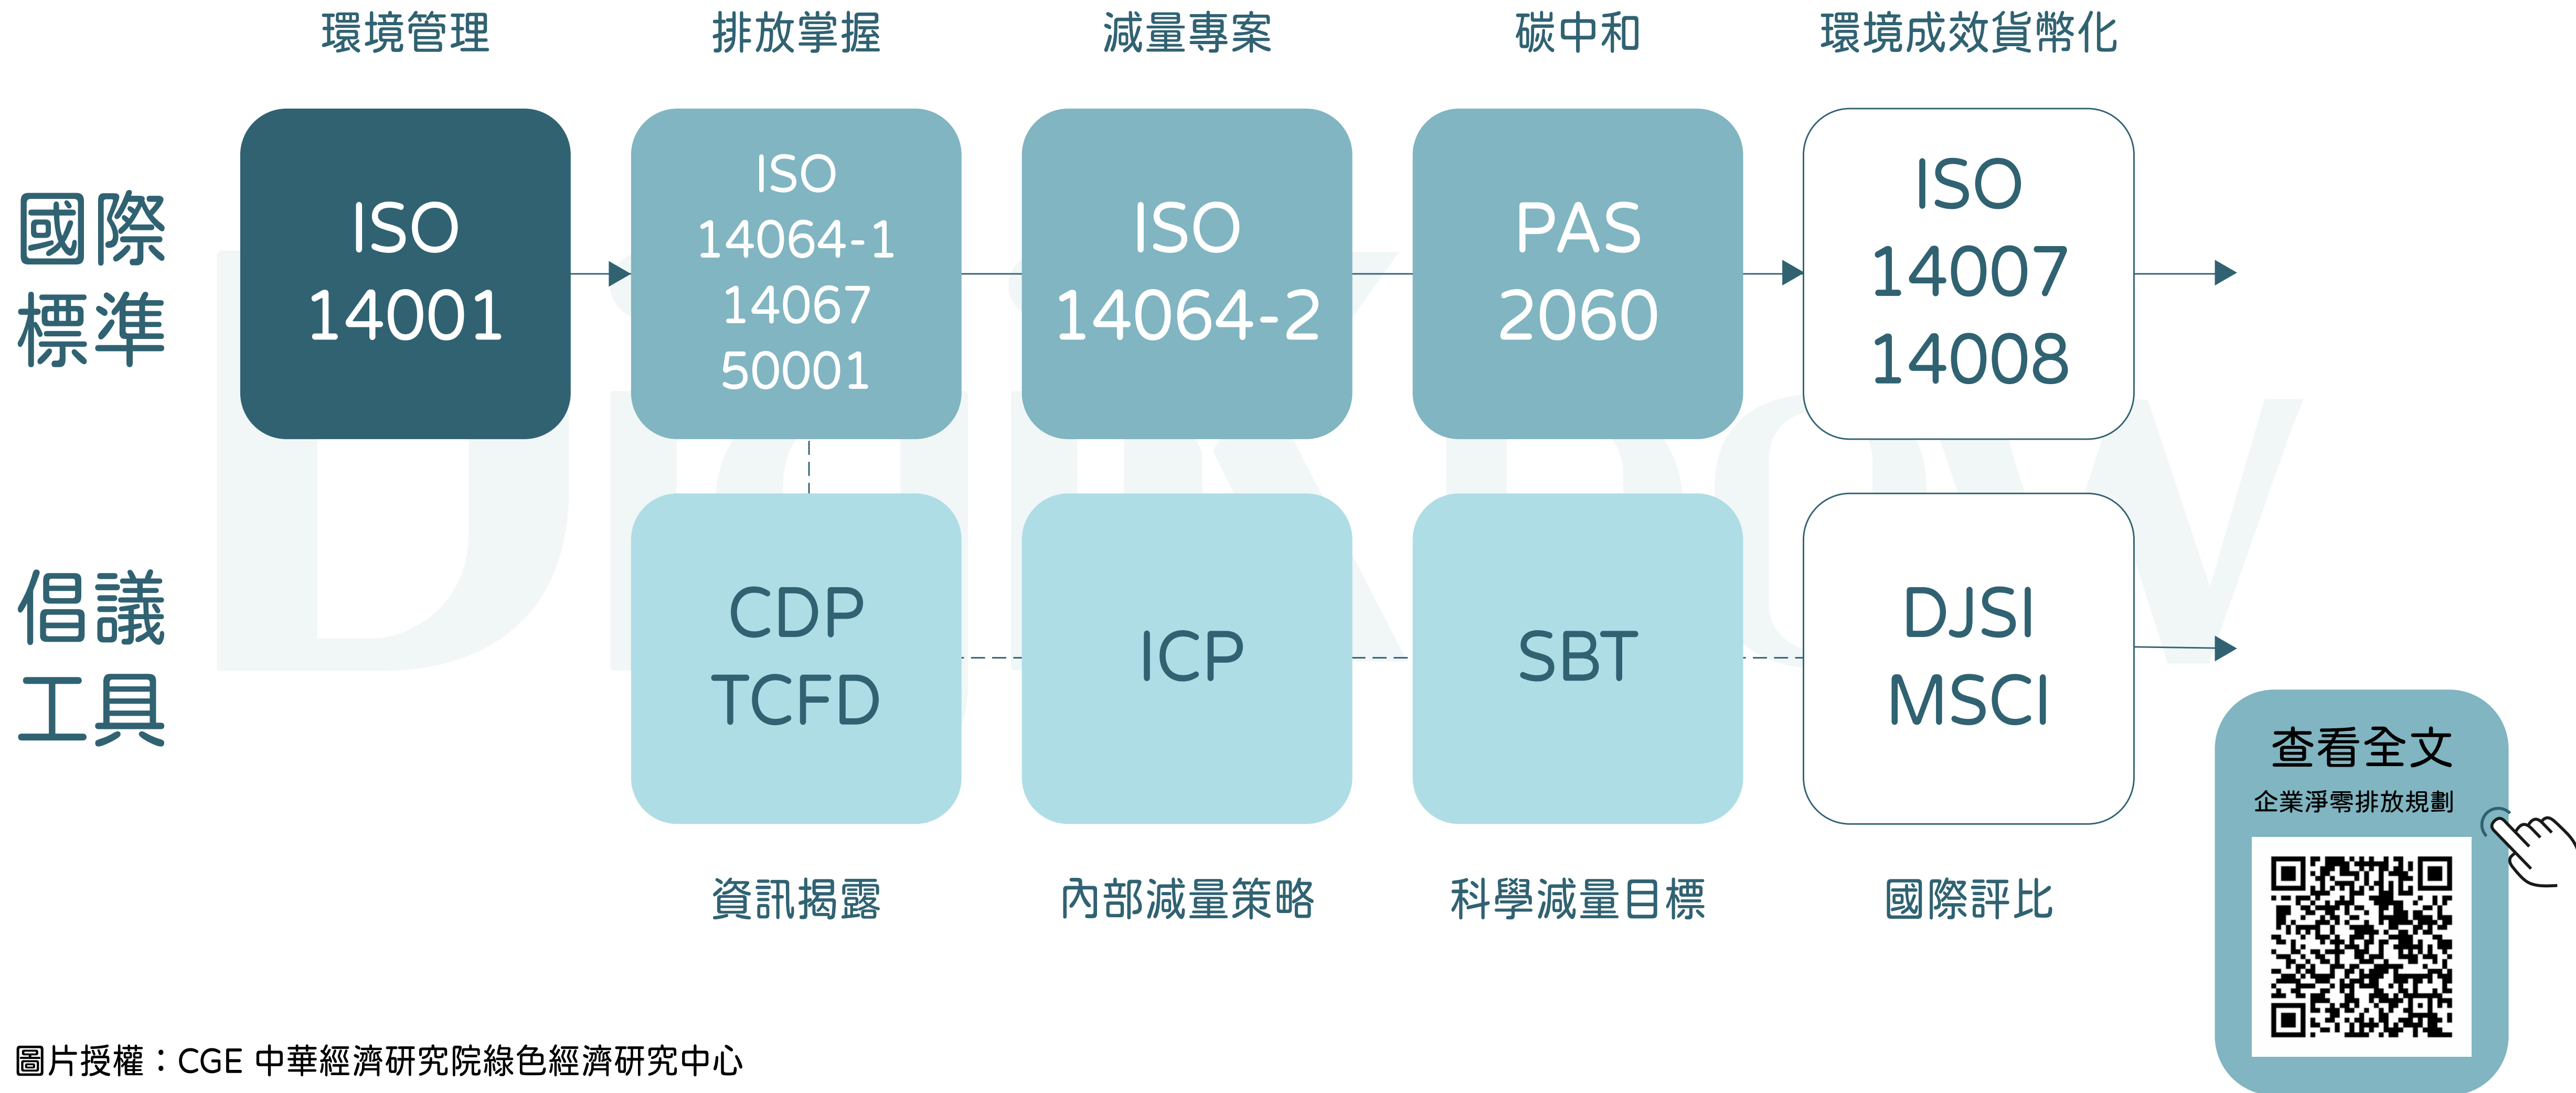 環境管理
排放掌握
減量專案
碳中和
環境成效貨幣化
國際
標準
ISO
14001
ISO
14064-1
14067
50001
ISO
14064-2
PAS
2060
ISO
14007
14008
倡議
工具
CDP
TCFD
ICP
SBT
DJSI
MSCI
資訊揭露
內部減量策略
科學減量目標
國際評比
查看全文
企業淨零排放規劃
圖片授權：CGE 中華經濟研究院綠色經濟研究中心